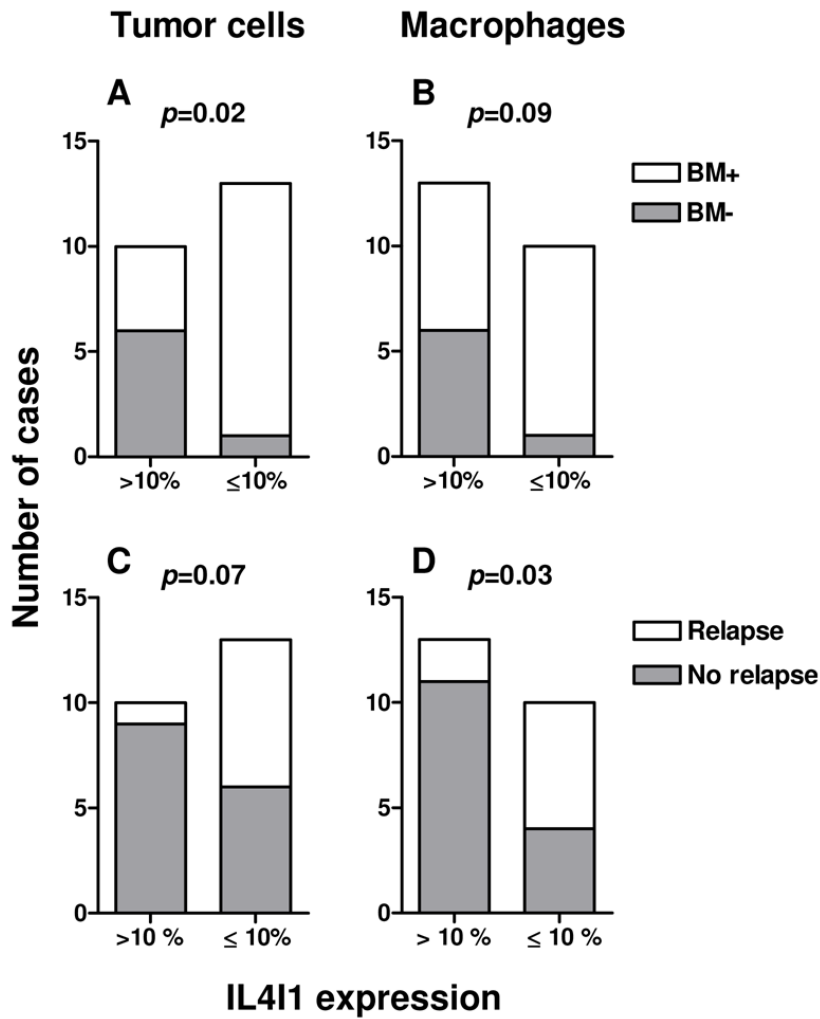 Tumor cells
Macrophages
A
p=0.02
B
p=0.09
15
10
5
0
>10%
≤10%
15
10
5
0
>10%
≤10%
BM+
BM-
Number of cases
C
p=0.07
D
p=0.03
15
10
5
0
>10 %
≤ 10%
15
10
5
0
> 10 %
≤ 10 %
Relapse
No relapse
IL4I1 expression